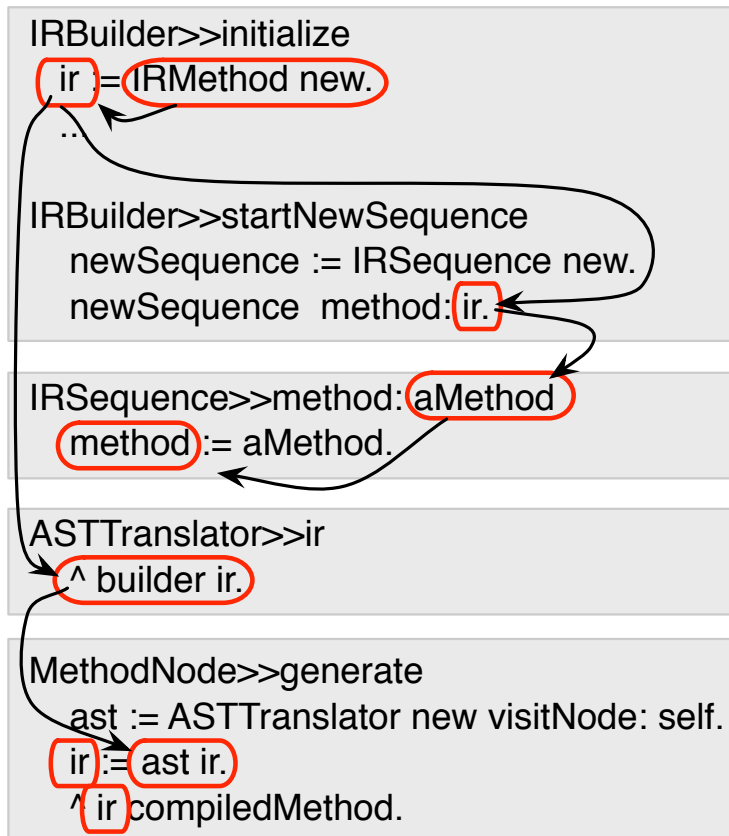 IRBuilder>>initialize
ir := IRMethod new.
...
IRBuilder>>startNewSequence
newSequence := IRSequence new.
newSequence method: ir.
IRSequence>>method: aMethod
method := aMethod.
ASTTranslator>>ir
^ builder ir.
MethodNode>>generate
ast := ASTTranslator new visitNode: self.
ir := ast ir.
^ ir compiledMethod.